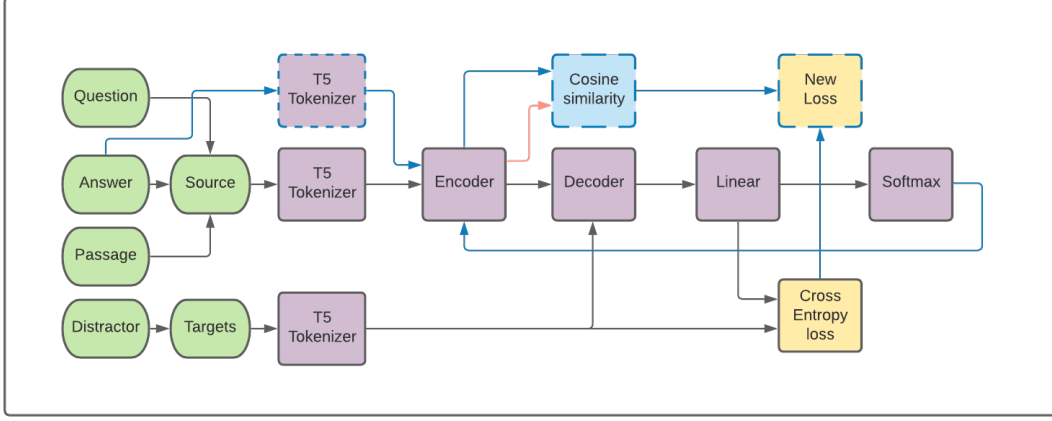 T5
Tokenizer
Cosine
similarity
New
Loss
Question
Answer
Source
T5
Tokenizer
Encoder
Decoder
Linear
Softmax
Passage
Distractor
Targets
T5
Tokenizer
Cross
Entropy
loss